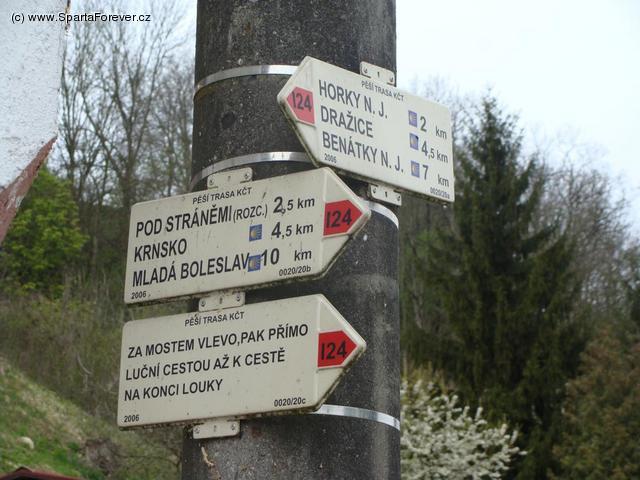 (c) www.SpartaForever.cz
PĚŠÍ TRASA KČT
I24
HORKY N. J. 2 km
DRAŽICE 4,5 km
BENÁTKY N. J. 7 km
2006 0020/20a
PĚŠÍ TRASA KČT
POD STRÁNĚMI (ROZC.) 2,5 km
KRNSKO 4,5 km
MLADÁ BOLESLAV 10 km
I24
2006 0020/20b
PĚŠÍ TRASA KČT
ZA MOSTEM VLEVO,PAK PŘÍMO
LUČNÍ CESTOU AŽ K CESTĚ
NA KONCI LOUKY
I24
2006 0020/20c